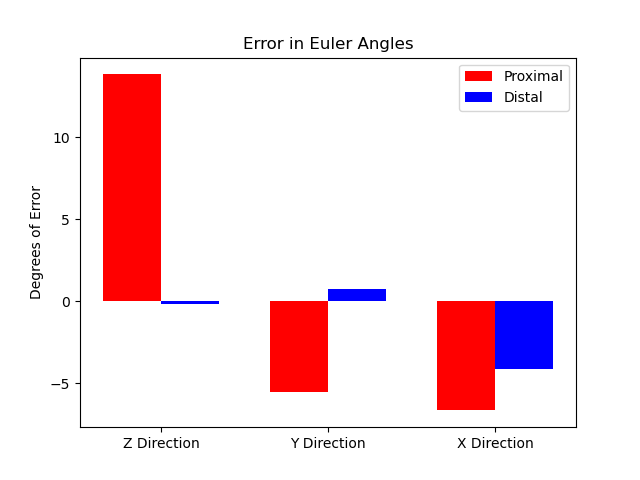 Error in Euler Angles
Proximal
Distal
Degrees of Error
10
5
0
−5
Z Direction
Y Direction
X Direction